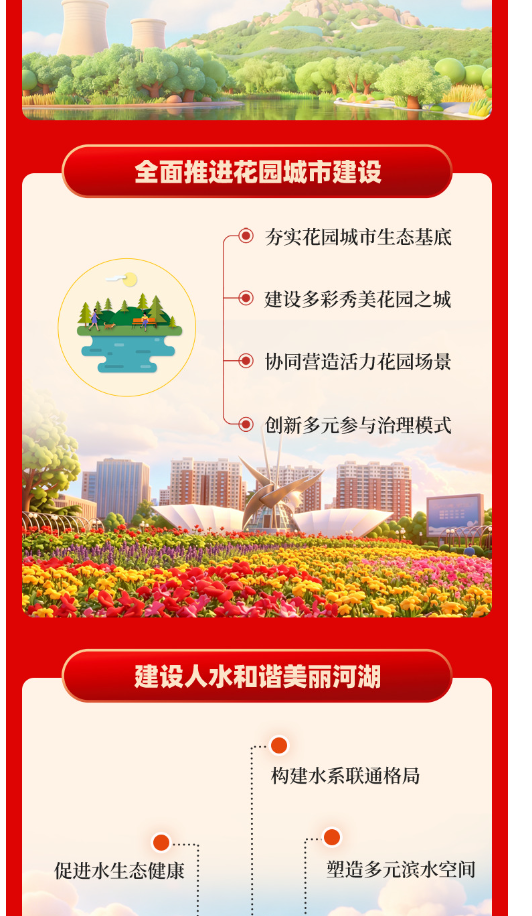 全面推进花园城市建设
夯实花园城市生态基底
建设多彩秀美花园之城
协同营造活力花园场景
创新多元参与治理模式
建设人水和谐美丽河湖
构建水系联通格局
促进水生态健康
塑造多元滨水空间